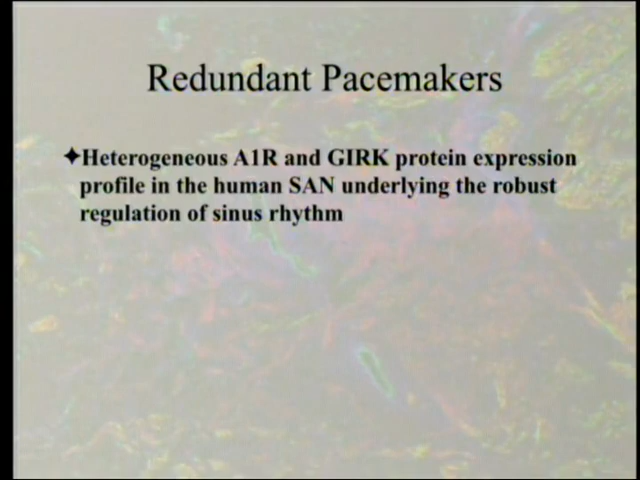 Redundant Pacemakers
✦Heterogeneous A1R and GIRK protein expression
profile in the human SAN underlying the robust
regulation of sinus rhythm